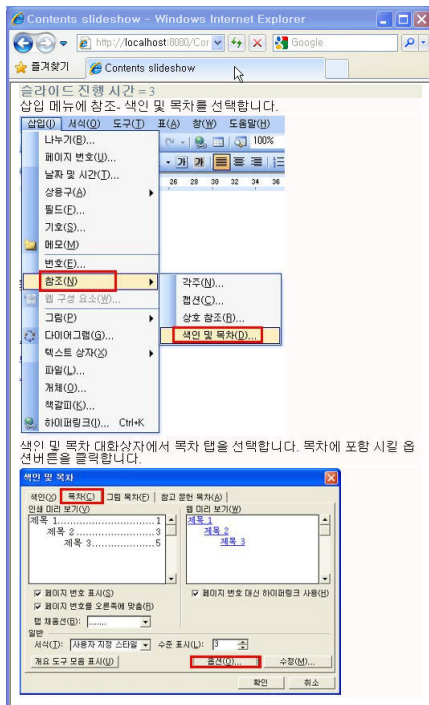 Contents slideshow - Windows Internet Explorer
http://localhost:8080/Cor
Google
즐겨찾기
Contents slideshow
슬라이드 진행 시간 = 3
삽입 메뉴에 참조- 색인 및 목차를 선택합니다.
삽입(I) 서식(O) 도구(T) 표(A) 창(W) 도움말(H)
나누기(B)...
페이지 번호(U)...
100%
날짜 및 시간(T)...
가 가
상용구(A)
26 28 30 32 34 36
필드(F)...
기호(S)...
메모(M)
번호(E)...
참조(N)
각주(N)...
웹 구성 요소(W)...
캡션(C)...
그림(P)
상호 참조(R)...
다이어그램(G)...
색인 및 목차(D)...
텍스트 상자(X)
파일(L)...
개체(O)...
책갈피(K)...
하이퍼링크(I)... Ctrl+K
색인 및 목차 대화상자에서 목차 탭을 선택합니다. 목차에 포함 시킬 옵
션버튼을 클릭합니다.
색인 및 목차
색인(X) 목차(C) 그림 목차(F) 참고 문헌 목차(A)
인쇄 미리 보기(V) 웹 미리 보기(W)
제목 1.................................1 제목 1
제목 2.............................3 제목 2
제목 3.........................5 제목 3
페이지 번호 표시(S) 페이지 번호 대신 하이퍼링크 사용(H)
페이지 번호를 오른쪽에 맞춤(R)
탭 채움선(B): .......
일반
서식(T): 사용자 지정 스타일 수준 표시(L): 3
개요 도구 모음 표시(U) 옵션(O)... 수정(M)...
확인 취소